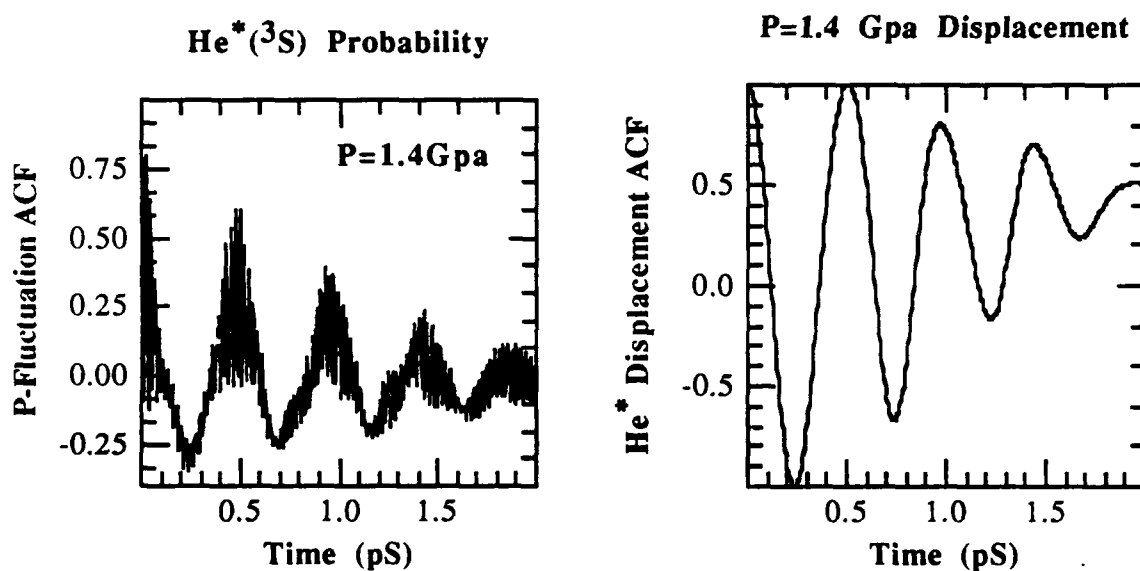 He*(3S) Probability
P=1.4Gpa
P-Fluctuation ACF
0.75
0.50
0.25
0.00
-0.25
0.5
1.0
1.5
Time (pS)
P=1.4 Gpa Displacement
He* Displacement ACF
0.5
0.0
-0.5
0.5
1.0
1.5
Time (pS)